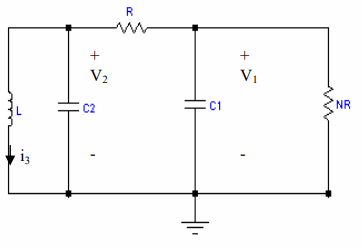 R
+ +
V₂ V₁
L C2 C1 NR
i₃ - -